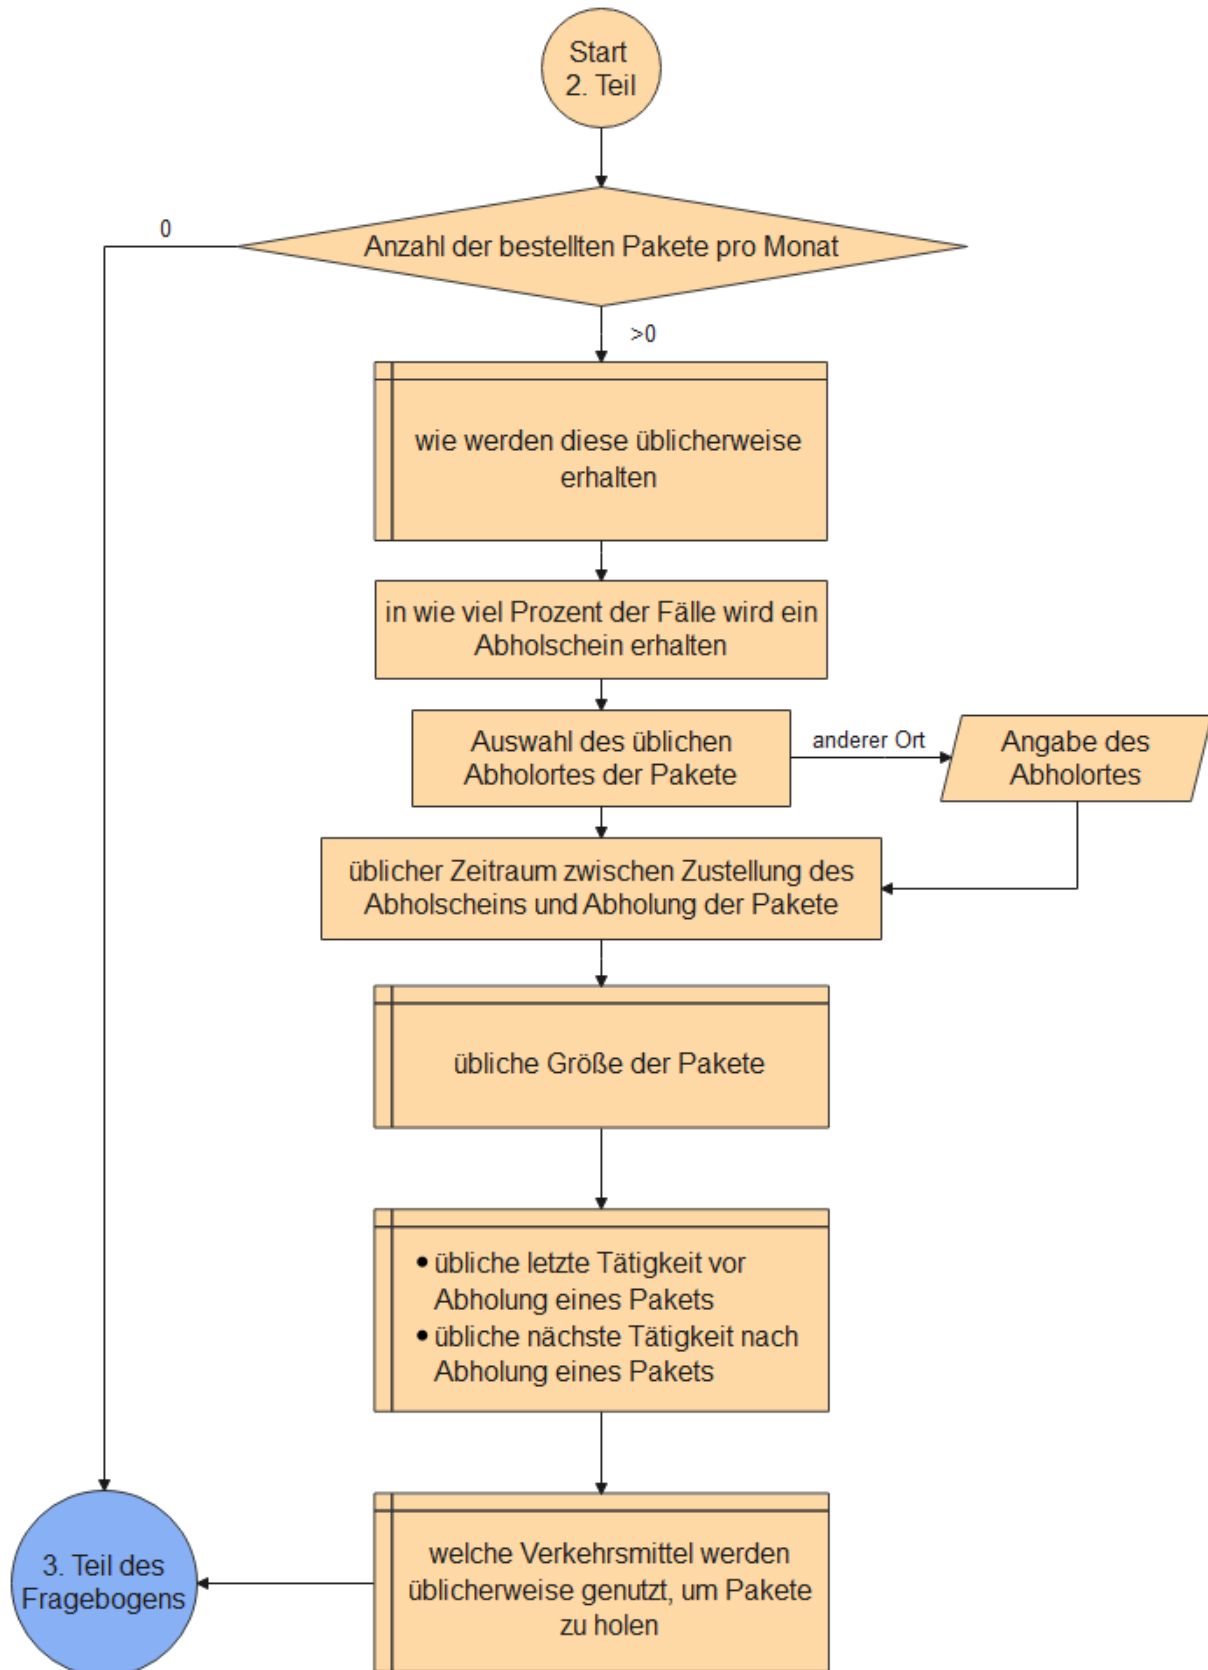 Start
2. Teil
0
Anzahl der bestellten Pakete pro Monat
>0
wie werden diese üblicherweise
erhalten
in wie viel Prozent der Fälle wird ein
Abholschein erhalten
Auswahl des üblichen
Abholortes der Pakete
anderer Ort
Angabe des
Abholortes
üblicher Zeitraum zwischen Zustellung des
Abholscheins und Abholung der Pakete
übliche Größe der Pakete
• übliche letzte Tätigkeit vor
Abholung eines Pakets
• übliche nächste Tätigkeit nach
Abholung eines Pakets
welche Verkehrsmittel werden
üblicherweise genutzt, um Pakete
zu holen
3. Teil des
Fragebogens